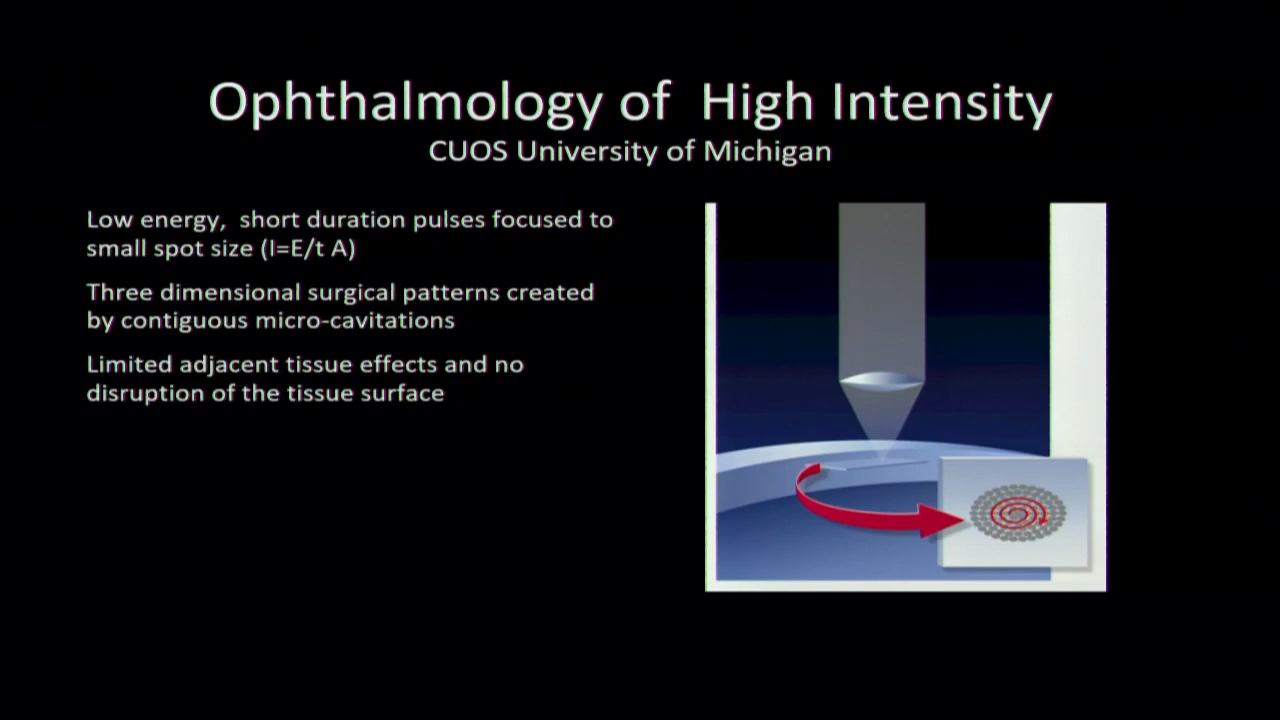 Ophthalmology of  High Intensity
CUOS University of Michigan
Low energy,  short duration pulses focused to
small spot size (I=E/t A)
Three dimensional surgical patterns created
by contiguous micro-cavitations
Limited adjacent tissue effects and no
disruption of the tissue surface